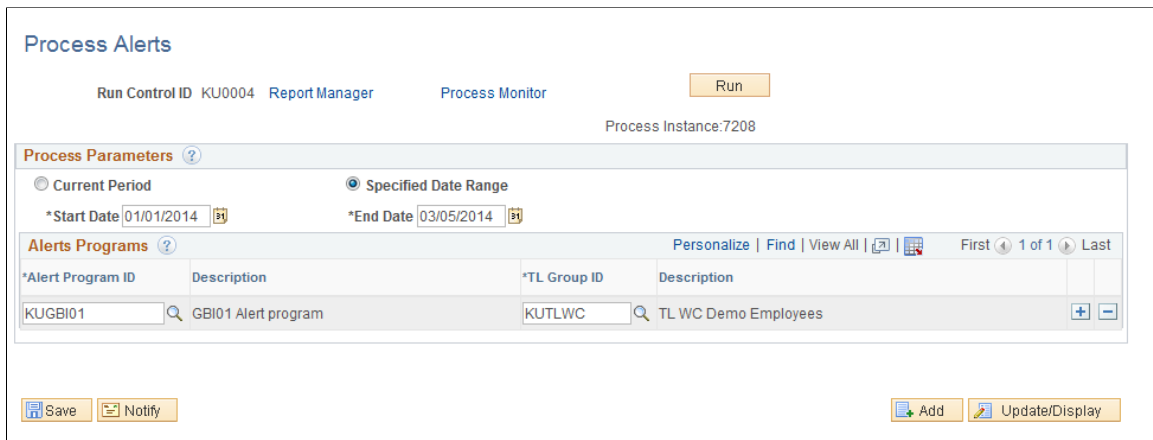 Process Alerts
Run Control ID KU0004 Report Manager Process Monitor Run
Process Instance:7208
Process Parameters ?
Current Period Specified Date Range
*Start Date 01/01/2014 31 *End Date 03/05/2014 31
Alerts Programs ? Personalize | Find | View All | | First 1 of 1 Last
*Alert Program ID Description *TL Group ID Description
KUGBI01 GBI01 Alert program KUTLWC TL WC Demo Employees + −
Save Notify Add Update/Display